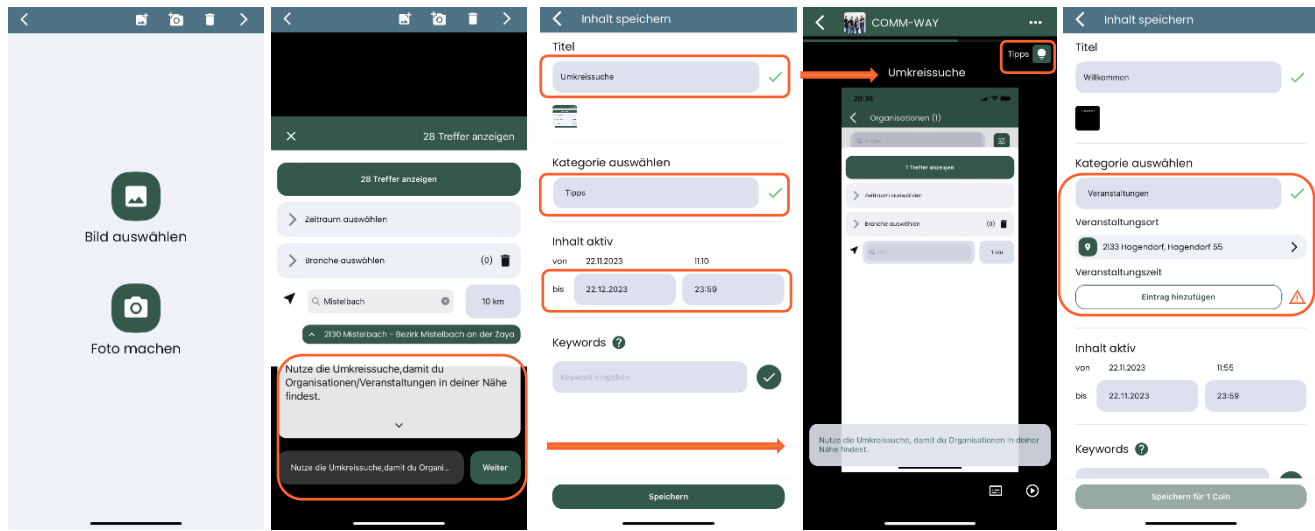 Bild auswählen
Foto machen
28 Treffer anzeigen
28 Treffer anzeigen
Zeitraum auswählen
Branche auswählen
(0)
Mistelbach
10 km
2130 Mistelbach - Bezirk Mistelbach an der Zaya
Nutze die Umkreissuche,damit du
Organisationen/Veranstaltungen in deiner Nähe
findest.
Nutze die Umkreissuche,damit du Organi...
Weiter
Inhalt speichern
Titel
Umkreissuche
Kategorie auswählen
Tipps
Inhalt aktiv
von 22.11.2023 11:10
bis 22.12.2023 23:59
Keywords
Keyword eingeben
Speichern
COMM-WAY
Tipps
Umkreissuche
20:36
Organisationen (1)
1 Treffer anzeigen
Zeitraum auswählen
Branche auswählen
(0)
1 km
Nutze die Umkreissuche, damit du Organisationen in deiner
Nähe findest.
Inhalt speichern
Titel
Willkommen
Kategorie auswählen
Veranstaltungen
Veranstaltungsort
2133 Hagendorf, Hagendorf 55
Veranstaltungszeit
Eintrag hinzufügen
Inhalt aktiv
von 22.11.2023 11:55
bis 22.11.2023 23:59
Keywords
Speichern für 1 Coin